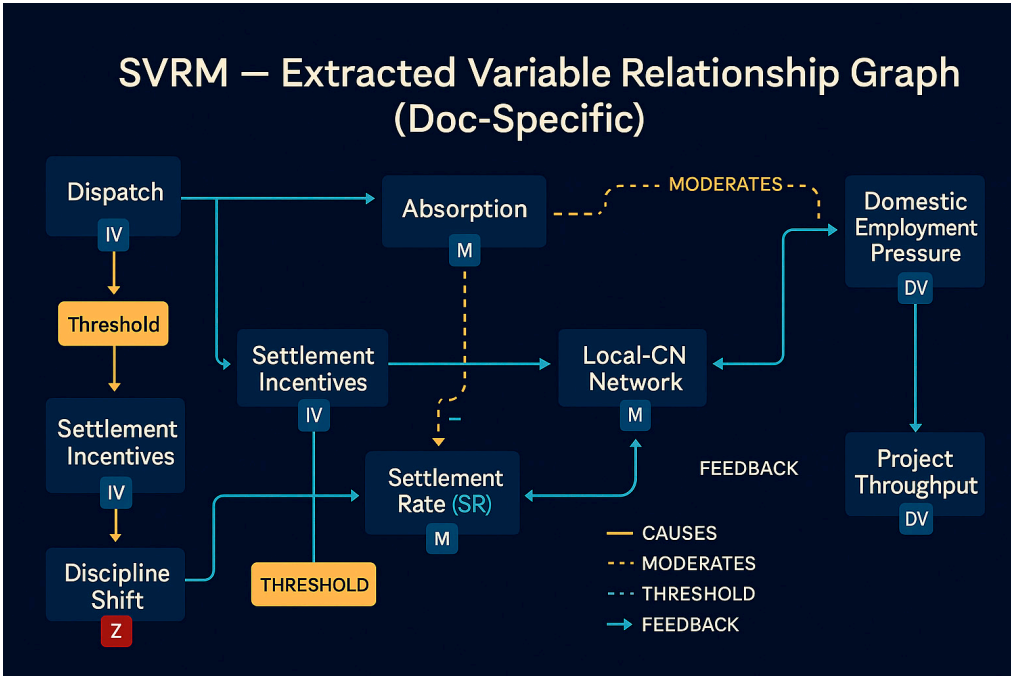 SVRM — Extracted Variable Relationship Graph
(Doc-Specific)
Dispatch
IV
Threshold
Settlement
Incentives
IV
Discipline
Shift
Z
Absorption
M
MODERATES
Domestic
Employment
Pressure
DV
Settlement
Incentives
IV
Local-CN
Network
M
–
Settlement
Rate (SR)
M
THRESHOLD
FEEDBACK
Project
Throughput
DV
CAUSES
MODERATES
THRESHOLD
FEEDBACK